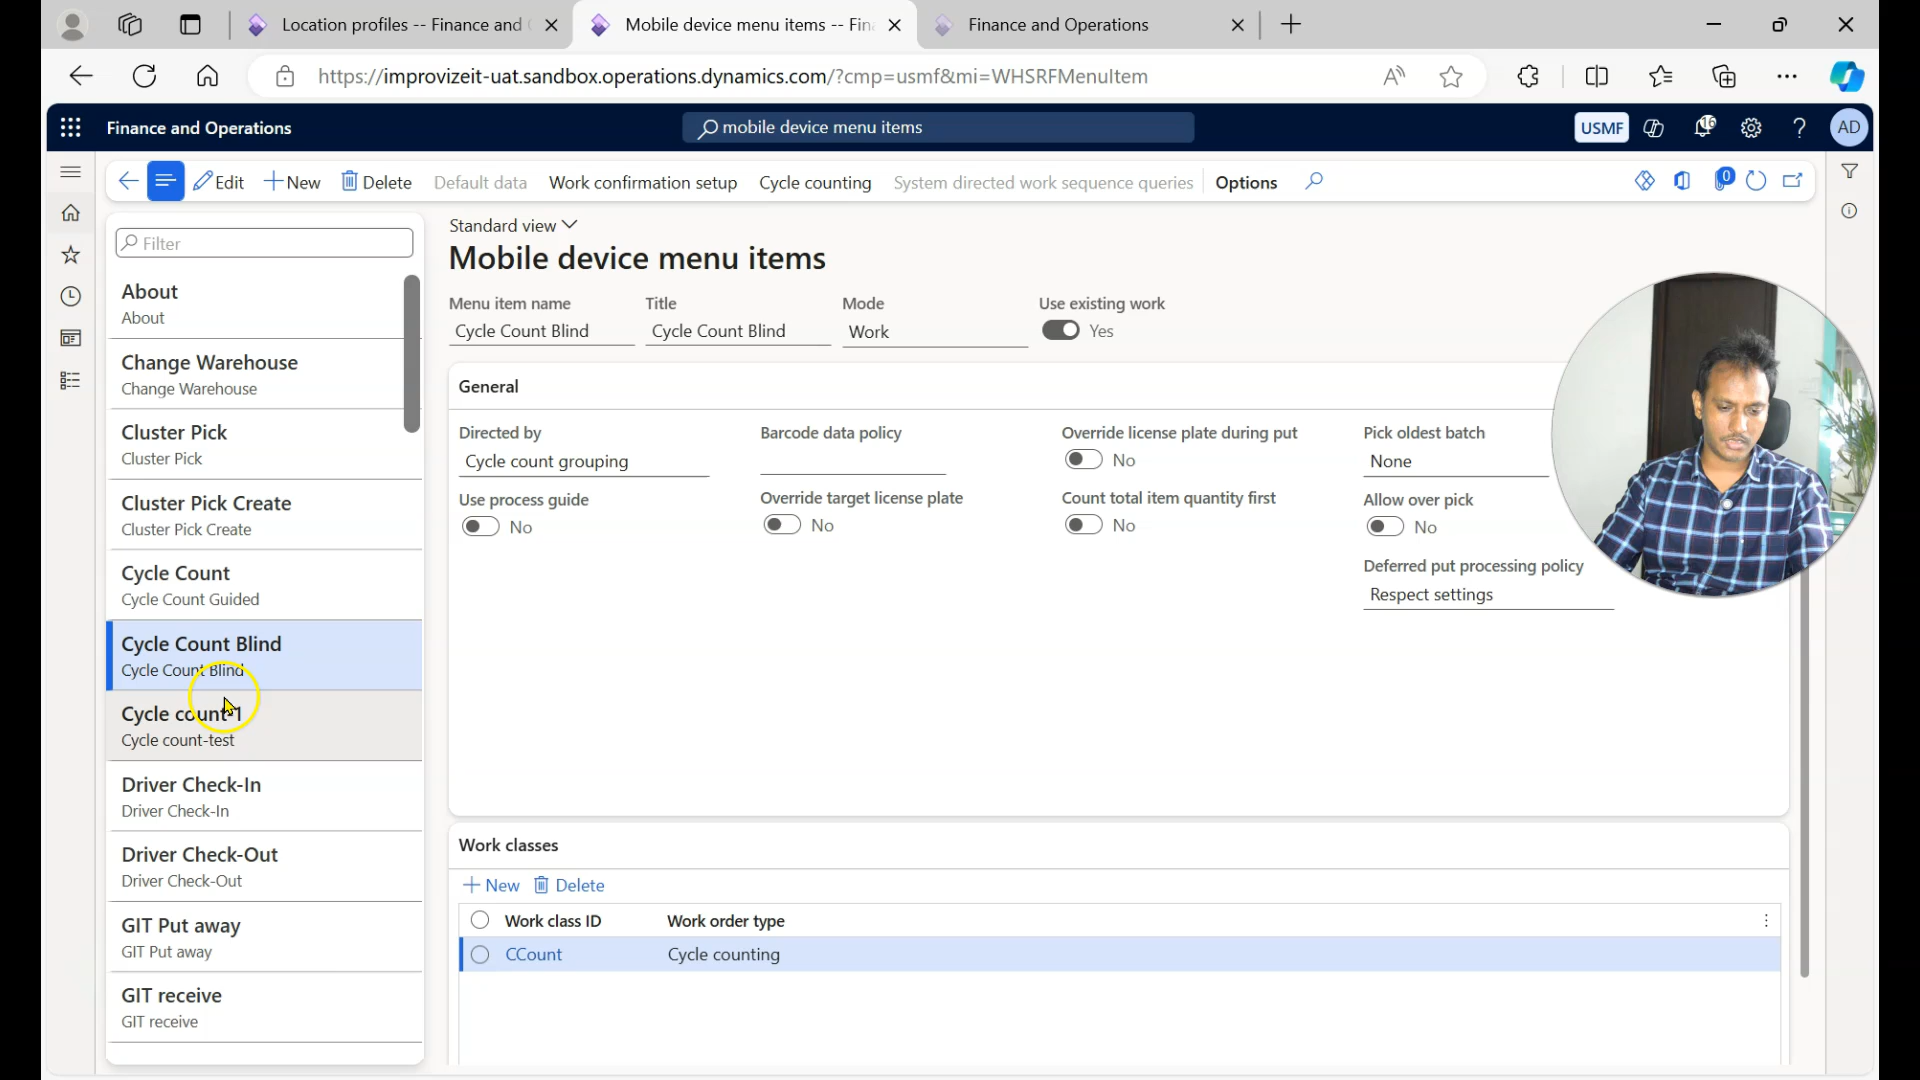 Location profiles -- Finance and
Mobile device menu items -- Fin
Finance and Operations
https://improvizeit-uat.sandbox.operations.dynamics.com/?cmp=usmf&mi=WHSRFMenuItem
Finance and Operations
mobile device menu items
USMF
16
AD
Edit
New
Delete
Default data
Work confirmation setup
Cycle counting
System directed work sequence queries
Options
0
Filter
About
About
Change Warehouse
Change Warehouse
Cluster Pick
Cluster Pick
Cluster Pick Create
Cluster Pick Create
Cycle Count
Cycle Count Guided
Cycle Count Blind
Cycle Count Blind
Cycle count-1
Cycle count-test
Driver Check-In
Driver Check-In
Driver Check-Out
Driver Check-Out
GIT Put away
GIT Put away
GIT receive
GIT receive
Standard view
Mobile device menu items
Menu item name
Title
Mode
Use existing work
Cycle Count Blind
Cycle Count Blind
Work
Yes
General
Directed by
Barcode data policy
Override license plate during put
Pick oldest batch
Cycle count grouping
No
None
Use process guide
Override target license plate
Count total item quantity first
Allow over pick
No
No
No
No
Deferred put processing policy
Respect settings
Work classes
New
Delete
Work class ID
Work order type
CCount
Cycle counting